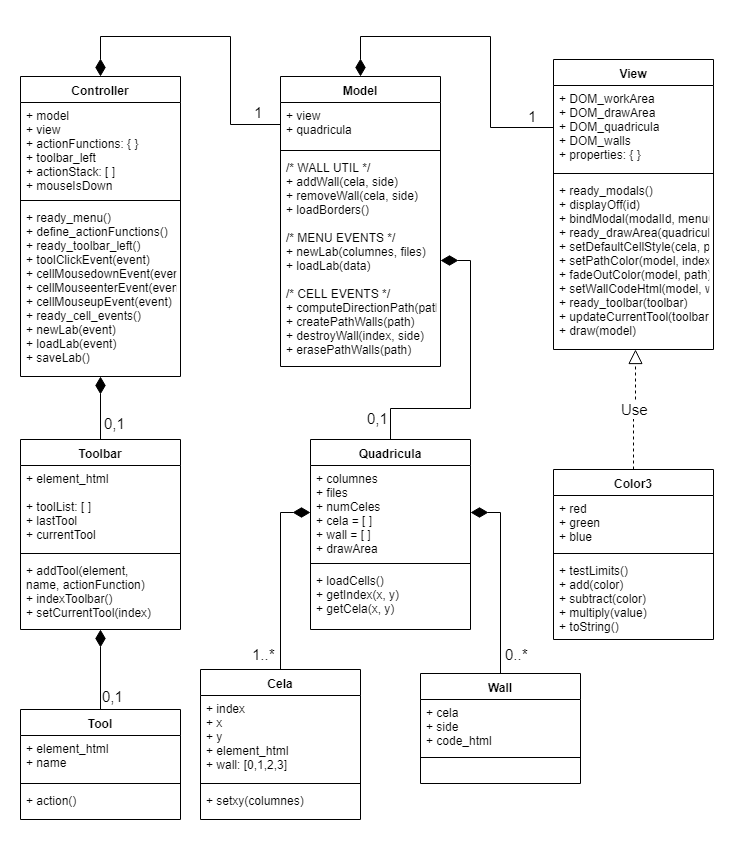 Controller
+ model
+ view
+ actionFunctions: { }
+ toolbar_left
+ actionStack: [ ]
+ mouseIsDown
+ ready_menu()
+ define_actionFunctions()
+ ready_toolbar_left()
+ toolClickEvent(event)
+ cellMousedownEvent(ever
+ cellMouseenterEvent(ever
+ cellMouseupEvent(event)
+ ready_cell_events()
+ newLab(event)
+ loadLab(event)
+ saveLab()
1
Model
+ view
+ quadricula
/* WALL UTIL */
+ addWall(cela, side)
+ removeWall(cela, side)
+ loadBorders()
/* MENU EVENTS */
+ newLab(columnes, files)
+ loadLab(data)
/* CELL EVENTS */
+ computeDirectionPath(pat
+ createPathWalls(path)
+ destroyWall(index, side)
+ erasePathWalls(path)
1
View
+ DOM_workArea
+ DOM_drawArea
+ DOM_quadricula
+ DOM_walls
+ properties: { }
+ ready_modals()
+ displayOff(id)
+ bindModal(modalId, menu
+ ready_drawArea(quadricul
+ setDefaultCellStyle(cela, p
+ setPathColor(model, index
+ fadeOutColor(model, path)
+ setWallCodeHtml(model, w
+ ready_toolbar(toolbar)
+ updateCurrentTool(toolbar
+ draw(model)
0,1
Toolbar
+ element_html
+ toolList: [ ]
+ lastTool
+ currentTool
+ addTool(element,
name, actionFunction)
+ indexToolbar()
+ setCurrentTool(index)
0,1
Quadricula
+ columnes
+ files
+ numCeles
+ cela = [ ]
+ wall = [ ]
+ drawArea
+ loadCells()
+ getIndex(x, y)
+ getCela(x, y)
Use
Color3
+ red
+ green
+ blue
+ testLimits()
+ add(color)
+ subtract(color)
+ multiply(value)
+ toString()
0,1
Tool
+ element_html
+ name
+ action()
1..*
Cela
+ index
+ x
+ y
+ element_html
+ wall: [0,1,2,3]
+ setxy(columnes)
0..*
Wall
+ cela
+ side
+ code_html